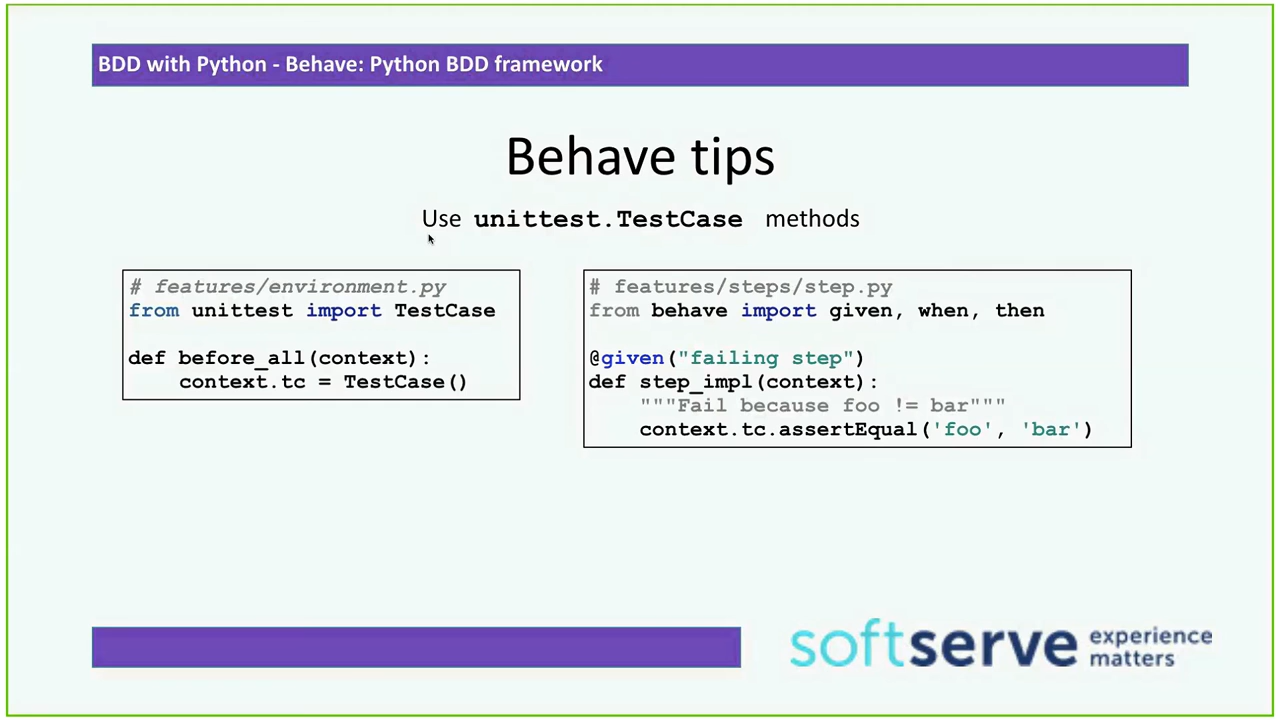 BDD with Python - Behave: Python BDD framework
Behave tips
Use unittest.TestCase methods
# features/environment.py
from unittest import TestCase
def before_all(context):
    context.tc = TestCase()
# features/steps/step.py
from behave import given, when, then
@given("failing step")
def step_impl(context):
    """Fail because foo != bar"""
    context.tc.assertEqual('foo', 'bar')
softserve experience
matters